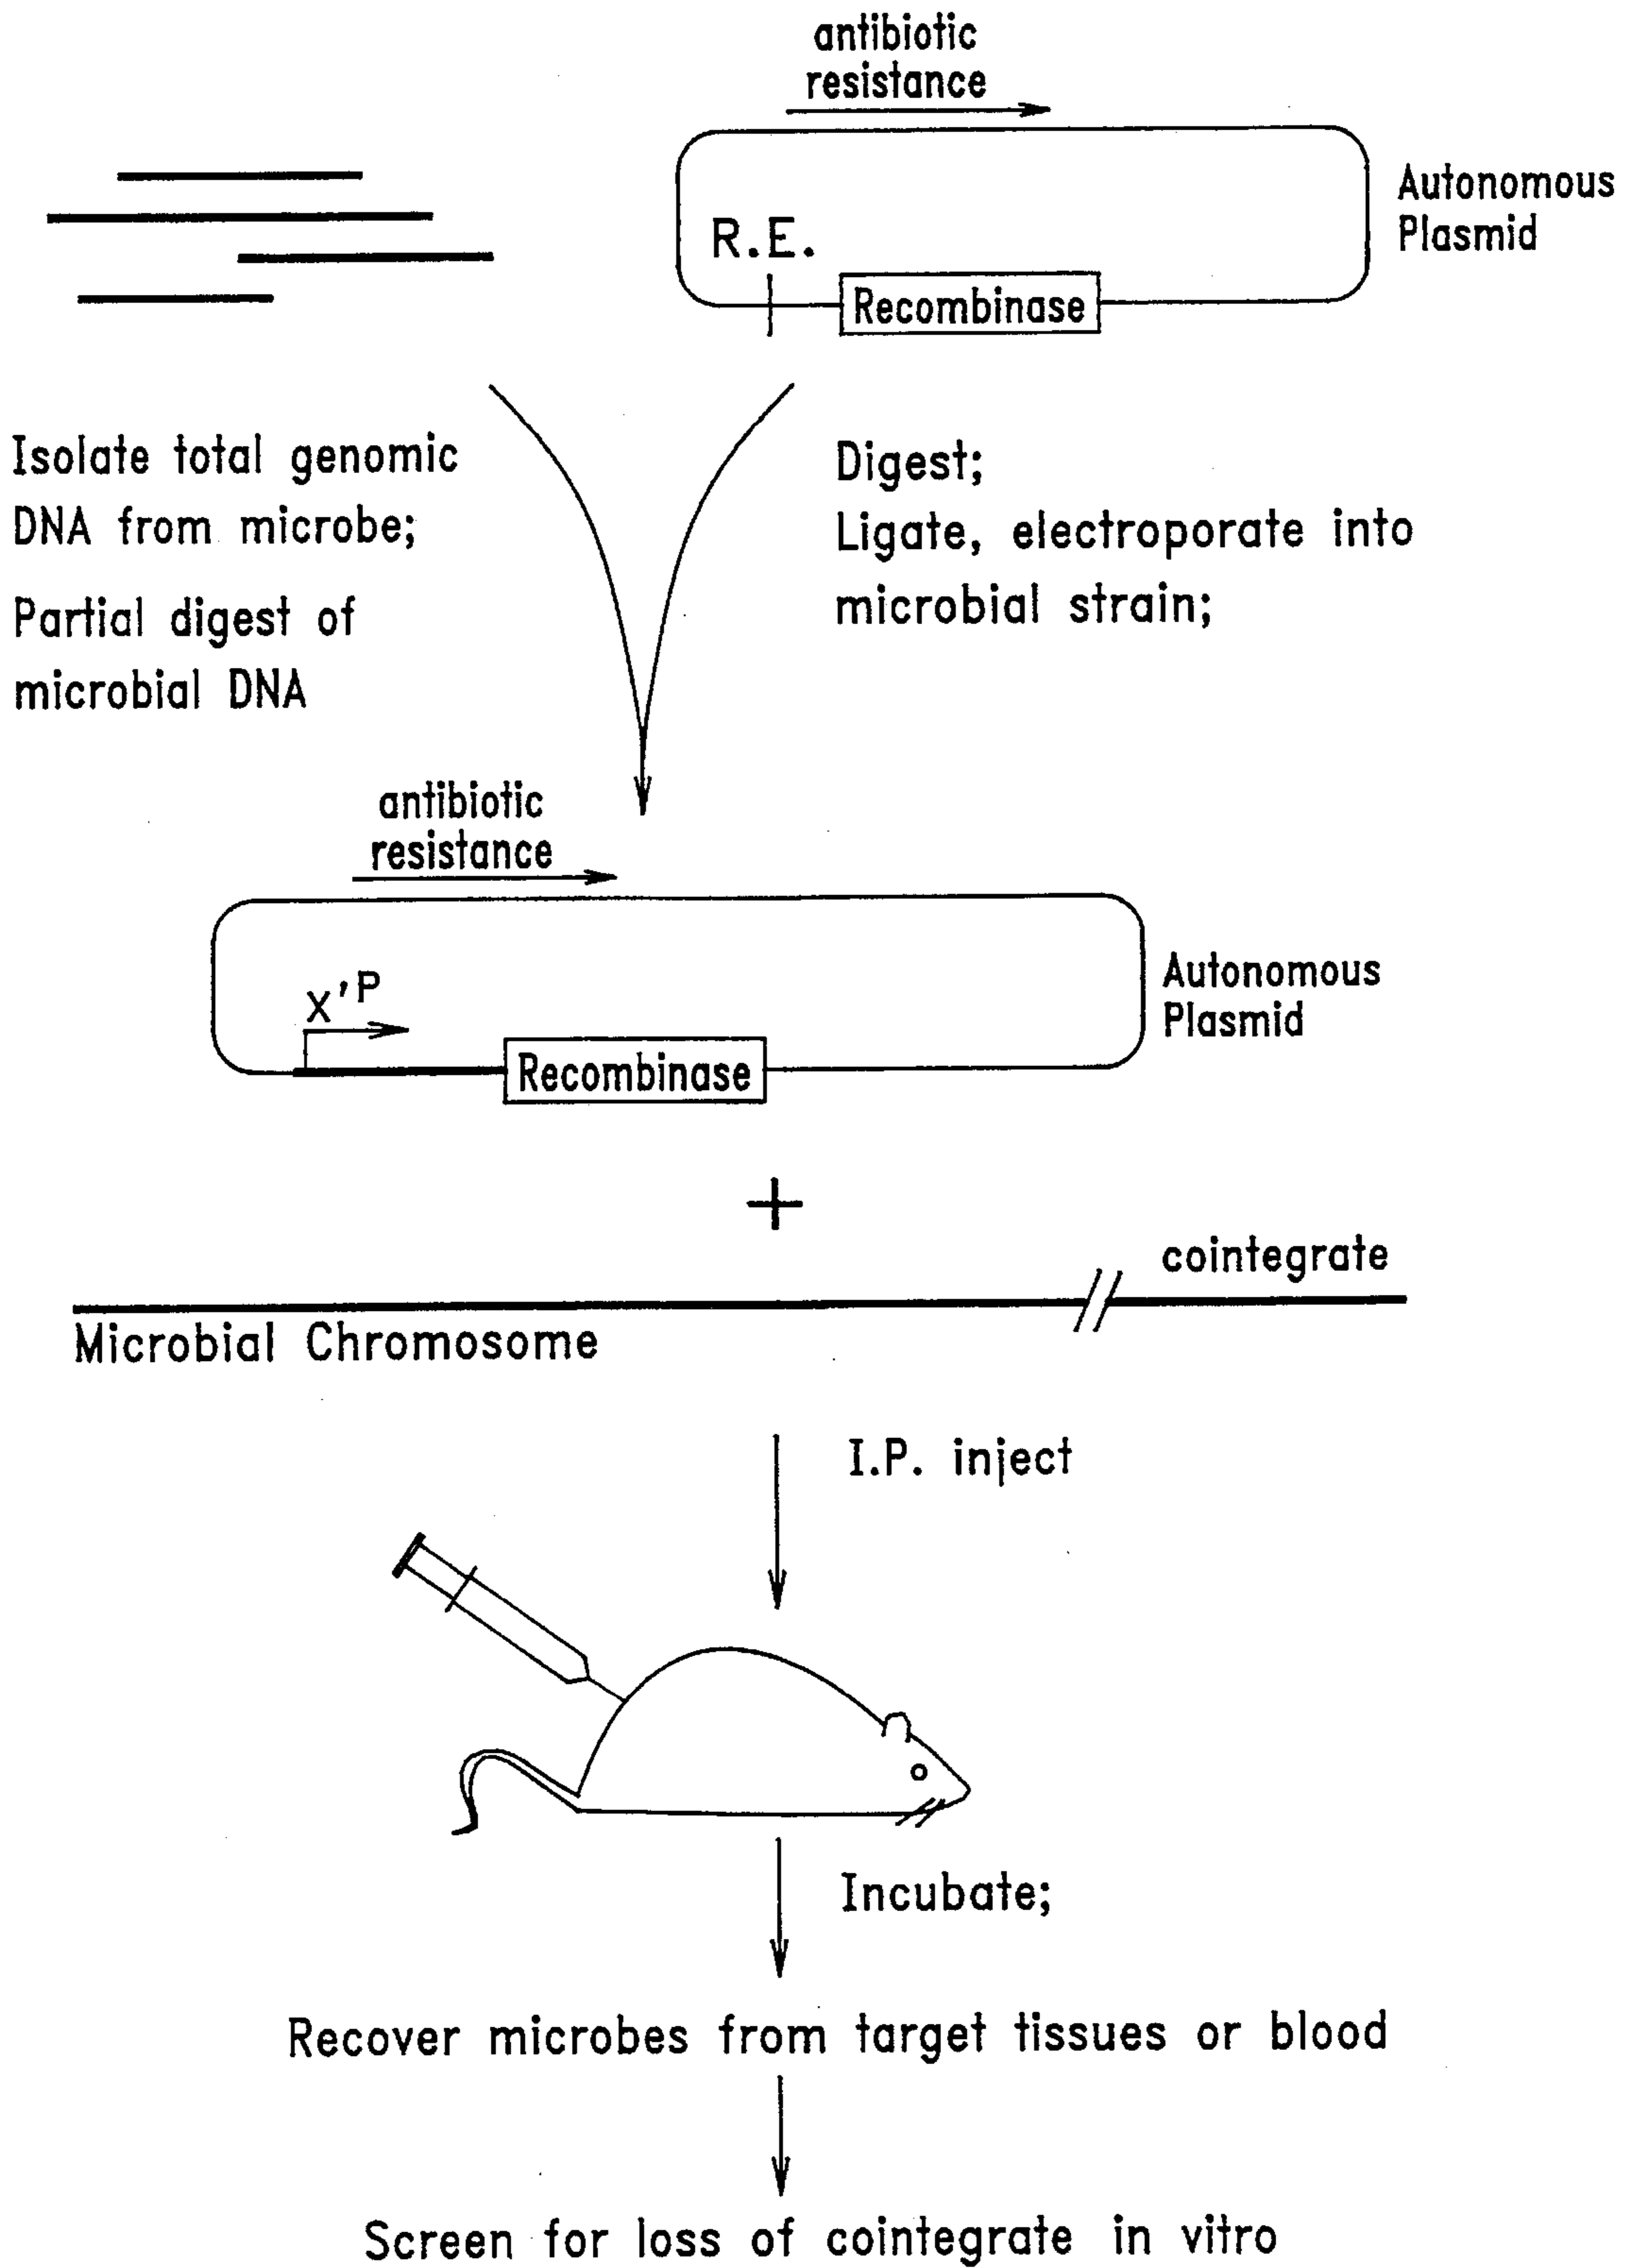 antibiotic
resistance
Autonomous
Plasmid
R.E.
Recombinase
Isolate total genomic
DNA from microbe;
Partial digest of
microbial DNA
Digest;
Ligate, electroporate into
microbial strain;
antibiotic
resistance
X'P
Autonomous
Plasmid
Recombinase
+
cointegrate
Microbial Chromosome
I.P. inject
Incubate;
Recover microbes from target tissues or blood
Screen for loss of cointegrate in vitro